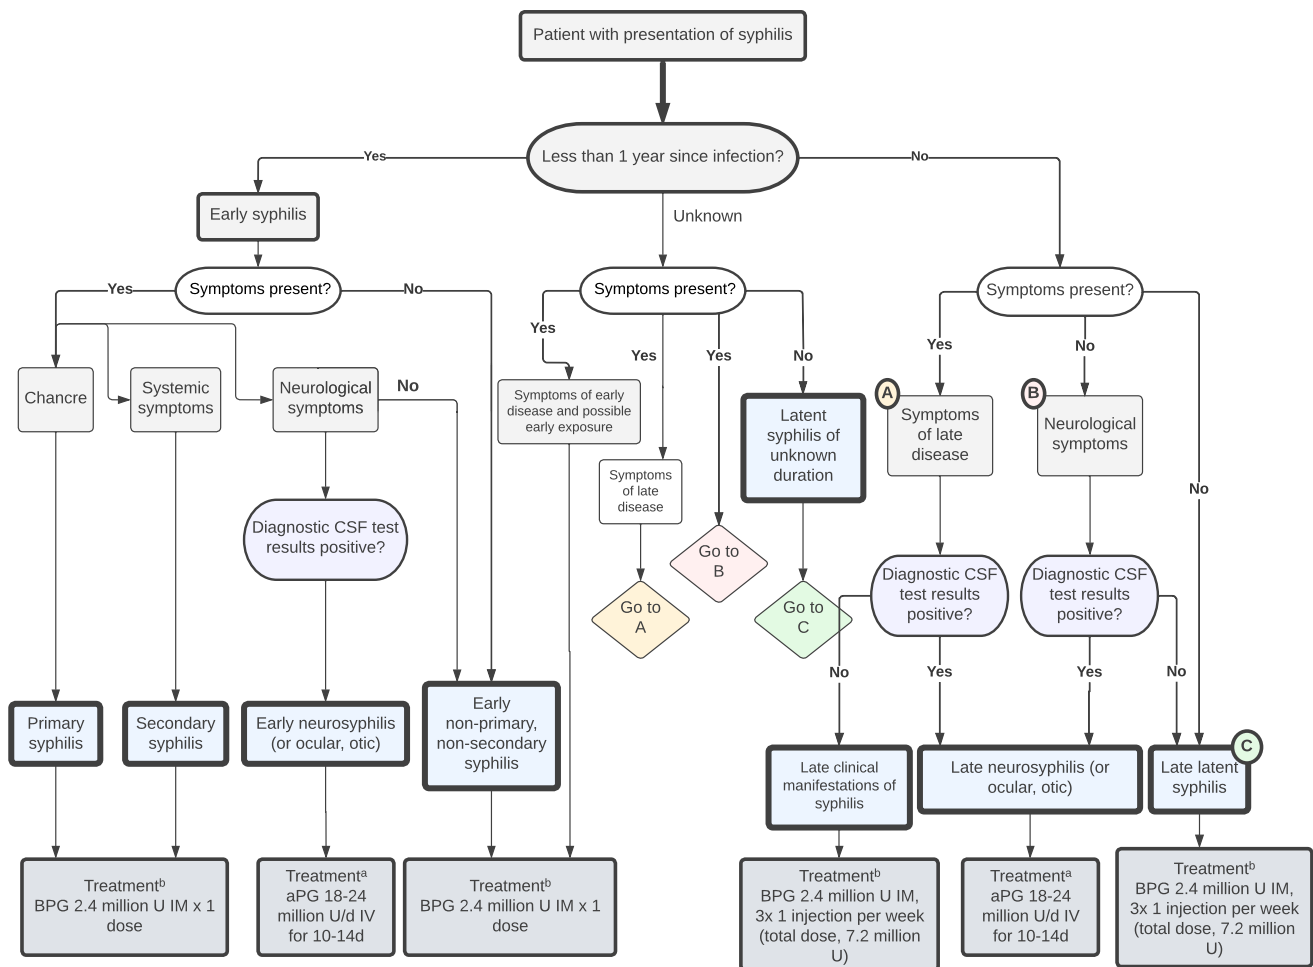 Patient with presentation of syphilis
Less than 1 year since infection?
Yes
No
Unknown
Early syphilis
Symptoms present?
Yes
No
Chancre
Systemic
symptoms
Neurological
symptoms
No
Diagnostic CSF test
results positive?
Primary
syphilis
Secondary
syphilis
Early neurosyphilis
(or ocular, otic)
Early
non-primary,
non-secondary
syphilis
Treatmentᵇ
BPG 2.4 million U IM x 1
dose
Treatmentᵃ
aPG 18-24
million U/d IV
for 10-14d
Treatmentᵇ
BPG 2.4 million U IM x 1
dose
Symptoms present?
Yes
Yes
Yes
No
Symptoms of early
disease and possible
early exposure
Symptoms
of late
disease
Latent
syphilis of
unknown
duration
Go to
A
Go to
B
Go to
C
Symptoms present?
Yes
No
No
A
Symptoms
of late
disease
B
Neurological
symptoms
Diagnostic CSF
test results
positive?
Diagnostic CSF
test results
positive?
No
Yes
Yes
No
Late clinical
manifestations of
syphilis
Late neurosyphilis (or
ocular, otic)
C
Late latent
syphilis
Treatmentᵇ
BPG 2.4 million U IM,
3x 1 injection per week
(total dose, 7.2 million
U)
Treatmentᵃ
aPG 18-24
million U/d IV
for 10-14d
Treatmentᵇ
BPG 2.4 million U IM,
3x 1 injection per week
(total dose, 7.2 million
U)